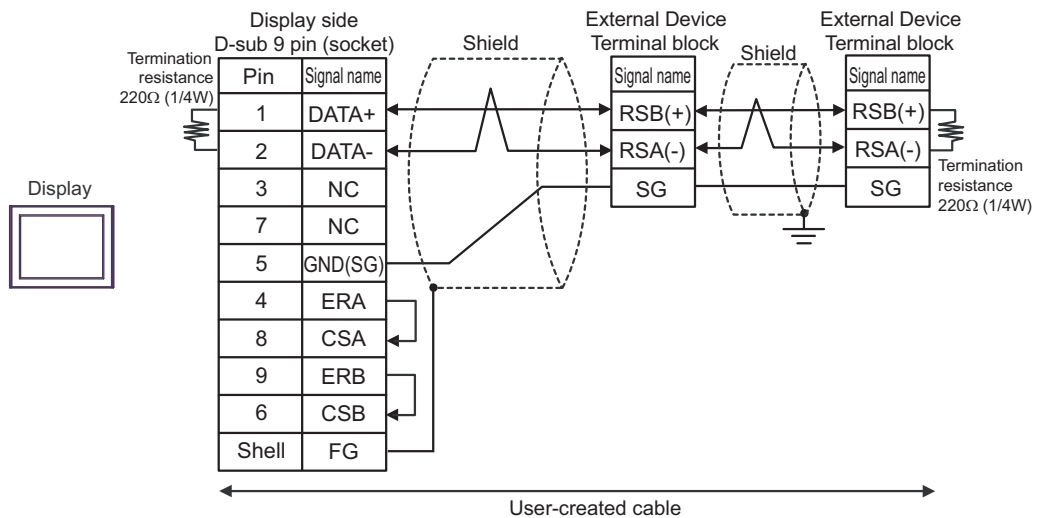 Display side
D-sub 9 pin (socket)
External Device
Terminal block
External Device
Terminal block
Termination
resistance
220Ω (1/4W)
Shield
Shield
Pin Signal name
1 DATA+
2 DATA-
3 NC
7 NC
5 GND(SG)
4 ERA
8 CSA
9 ERB
6 CSB
Shell FG
Signal name
RSB(+)
RSA(-)
SG
Signal name
RSB(+)
RSA(-)
SG
Termination
resistance
220Ω (1/4W)
Display
User-created cable